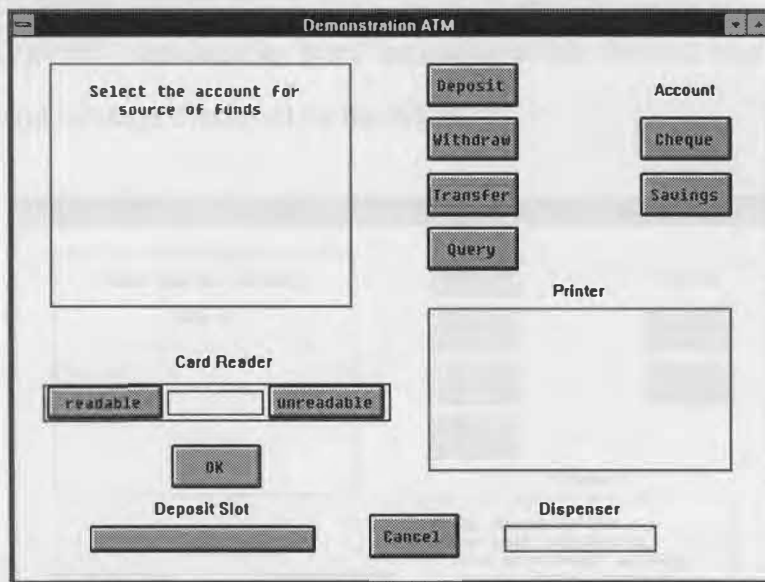 Demonstration ATM
Select the account for
source of funds
Deposit
Withdraw
Transfer
Query
Account
Cheque
Savings
Printer
Card Reader
readable
unreadable
OK
Deposit Slot
Cancel
Dispenser